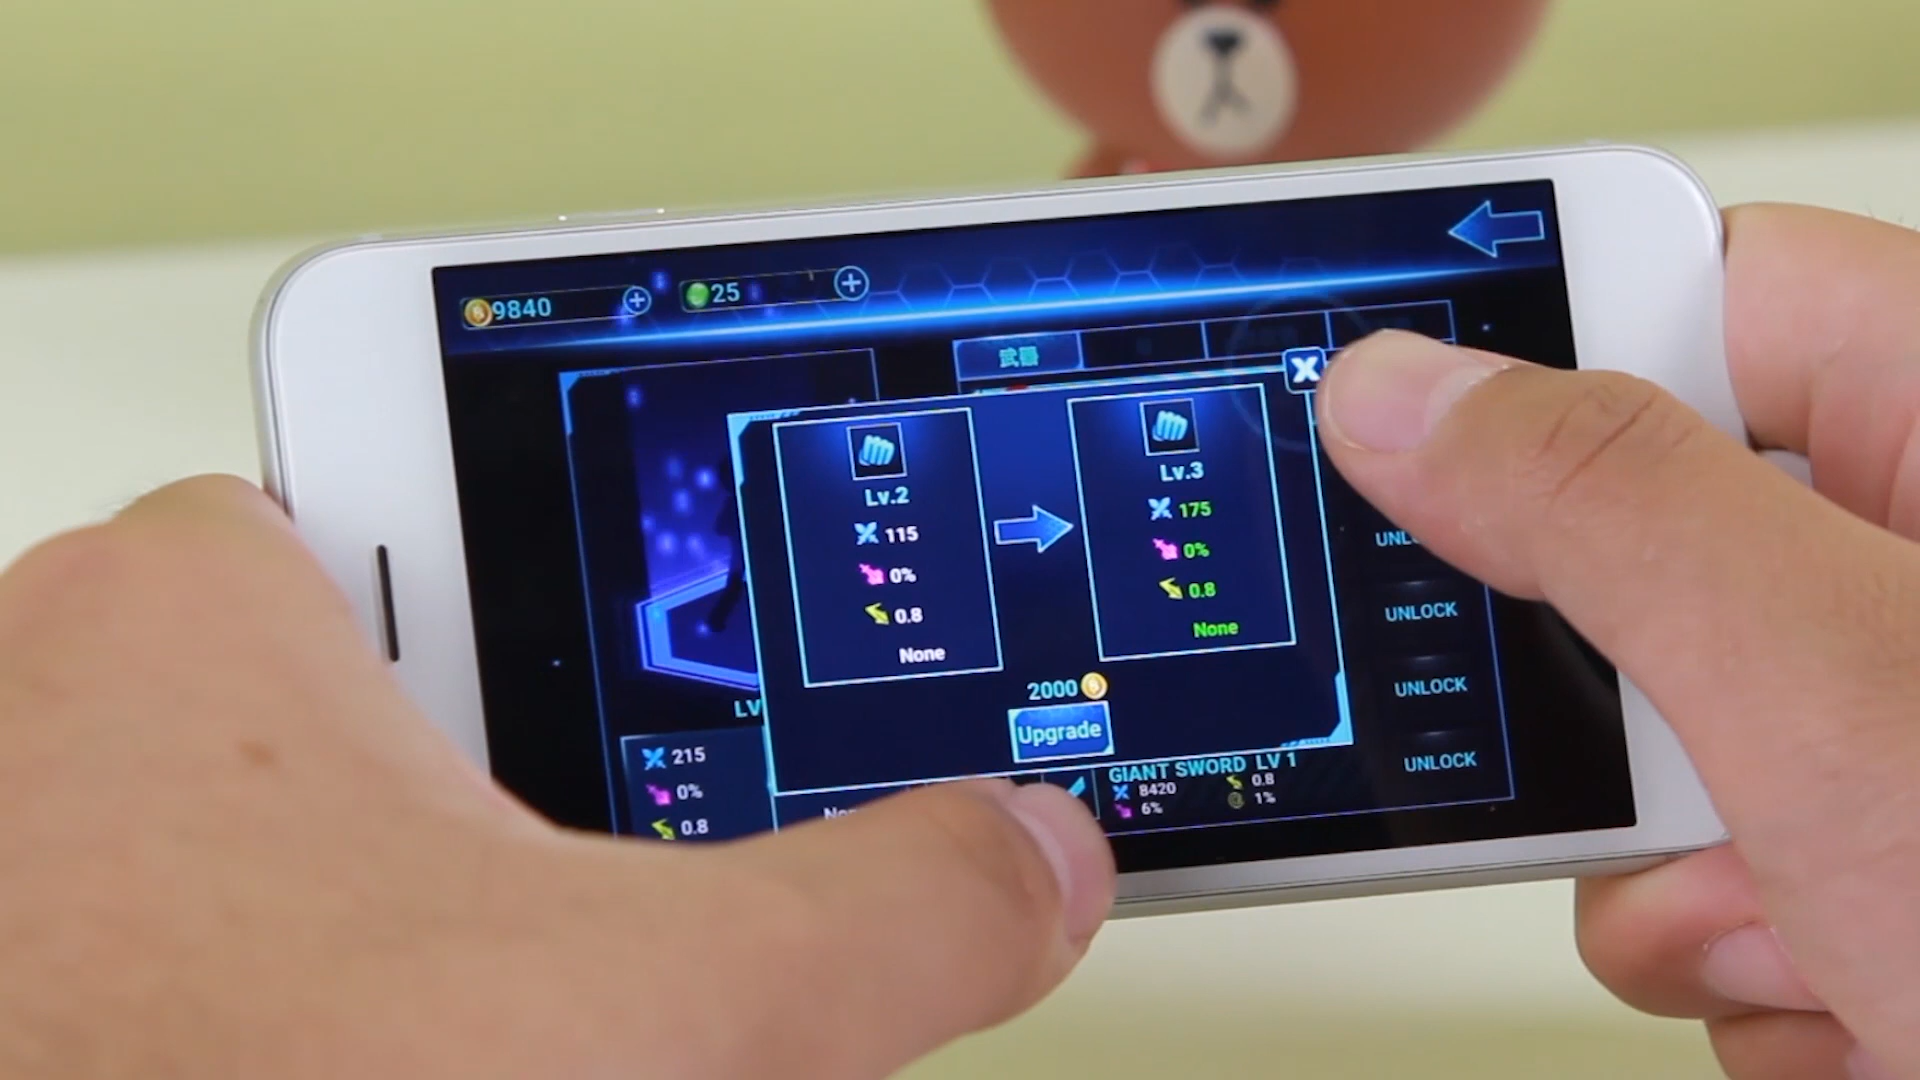 9840
25
武器
Lv.2
115
0%
0.8
None
Lv.3
175
0%
0.8
None
2000
Upgrade
LV
215
0%
0.8
UNLOCK
UNLOCK
UNLOCK
GIANT SWORD LV 1
8420
0.8
6%
1%